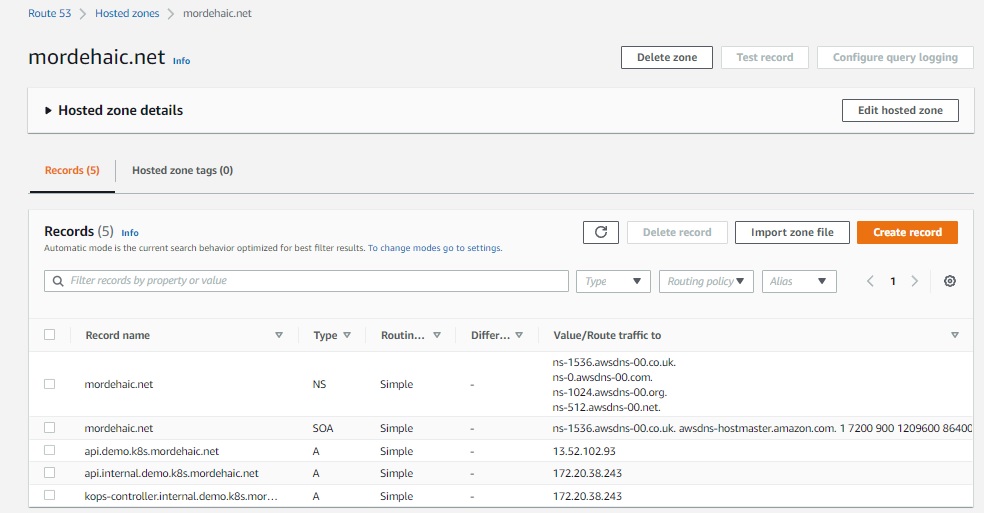 Route 53 > Hosted zones > mordehaic.net
mordehaic.net Info
Delete zone Test record Configure query logging
Hosted zone details Edit hosted zone
Records (5) Hosted zone tags (0)
Records (5) Info
Automatic mode is the current search behavior optimized for best filter results. To change modes go to settings.
Delete record Import zone file Create record
Filter records by property or value Type Routing policy Alias 1
Record name Type Routin... Differ... Value/Route traffic to
mordehaic.net NS Simple -
ns-1536.awsdns-00.co.uk.
ns-0.awsdns-00.com.
ns-1024.awsdns-00.org.
ns-512.awsdns-00.net.
mordehaic.net SOA Simple - ns-1536.awsdns-00.co.uk. awsdns-hostmaster.amazon.com. 1 7200 900 1209600 86400
api.demo.k8s.mordehaic.net A Simple - 13.52.102.93
api.internal.demo.k8s.mordehaic.net A Simple - 172.20.38.243
kops-controller.internal.demo.k8s.mor... A Simple - 172.20.38.243